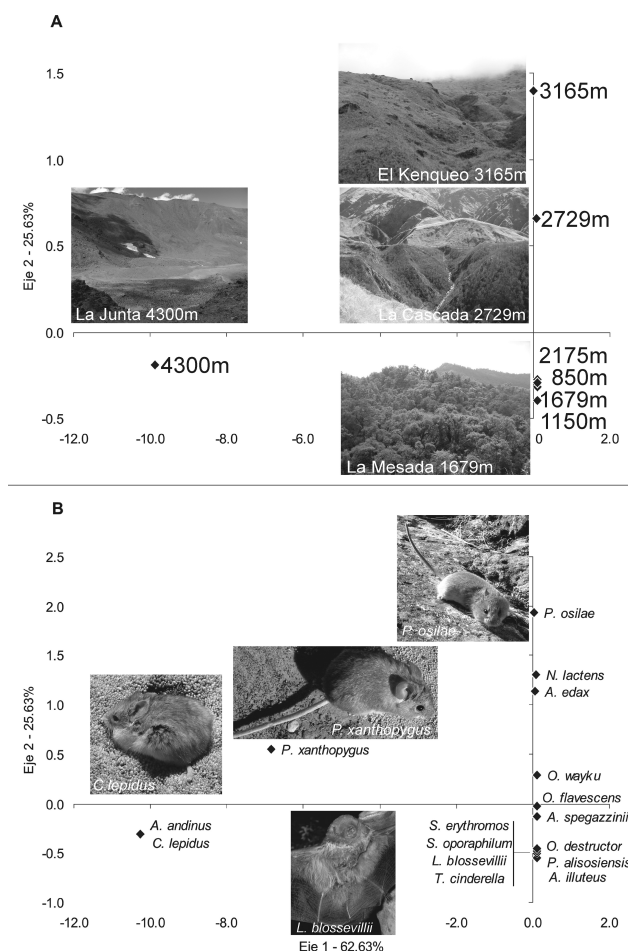 A
1.5
3165m
El Kenqueo 3165m
1.0
2729m
0.5
La Junta 4300m
La Cascada 2729m
Eje 2 - 25.63%
0.0
4300m
2175m
850m
1679m
1150m
-0.5
-12.0 -10.0 -8.0 -6.0 0 2.0
La Mesada 1679m
B
2.5
2.0
P. osilae
P. osilae
1.5
N. lactens
A. edax
1.0
P. xanthopygus
P. xanthopygus
C.lepidus
Eje 2 - 25.63%
0.5
O. wayku
O. flavescens
0.0
A. spegazzinii
A. andinus
C. lepidus
S. erythromos
S. oporaphilum
L. blossevillii
T. cinderella
O. destructor
P. alisosiensis
A. illuteus
-0.5
L. blossevillii
-1.0
-12.0 -10.0 -8.0 -6.0 -2.0 0.0 2.0
Eje 1 - 62.63%